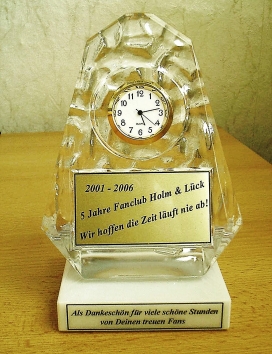 2001 - 2006
5 Jahre Fanclub Holm & Lück
Wir hoffen die Zeit läuft nie ab!
Als Dankeschön für viele schöne Stunden
von Deinen treuen Fans